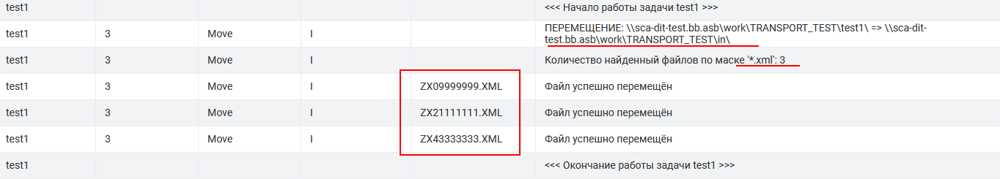 test1 <<< Начало работы задачи test1 >>>
test1 3 Move I ПЕРЕМЕЩЕНИЕ: \\sca-dit-test.bb.asb\work\TRANSPORT_TEST\test1\ => \\sca-dit-
test.bb.asb\work\TRANSPORT_TEST\in\
test1 3 Move I Количество найденный файлов по маске '*.xml': 3
test1 3 Move I ZX09999999.XML Файл успешно перемещён
test1 3 Move I ZX21111111.XML Файл успешно перемещён
test1 3 Move I ZX43333333.XML Файл успешно перемещён
test1 <<< Окончание работы задачи test1 >>>